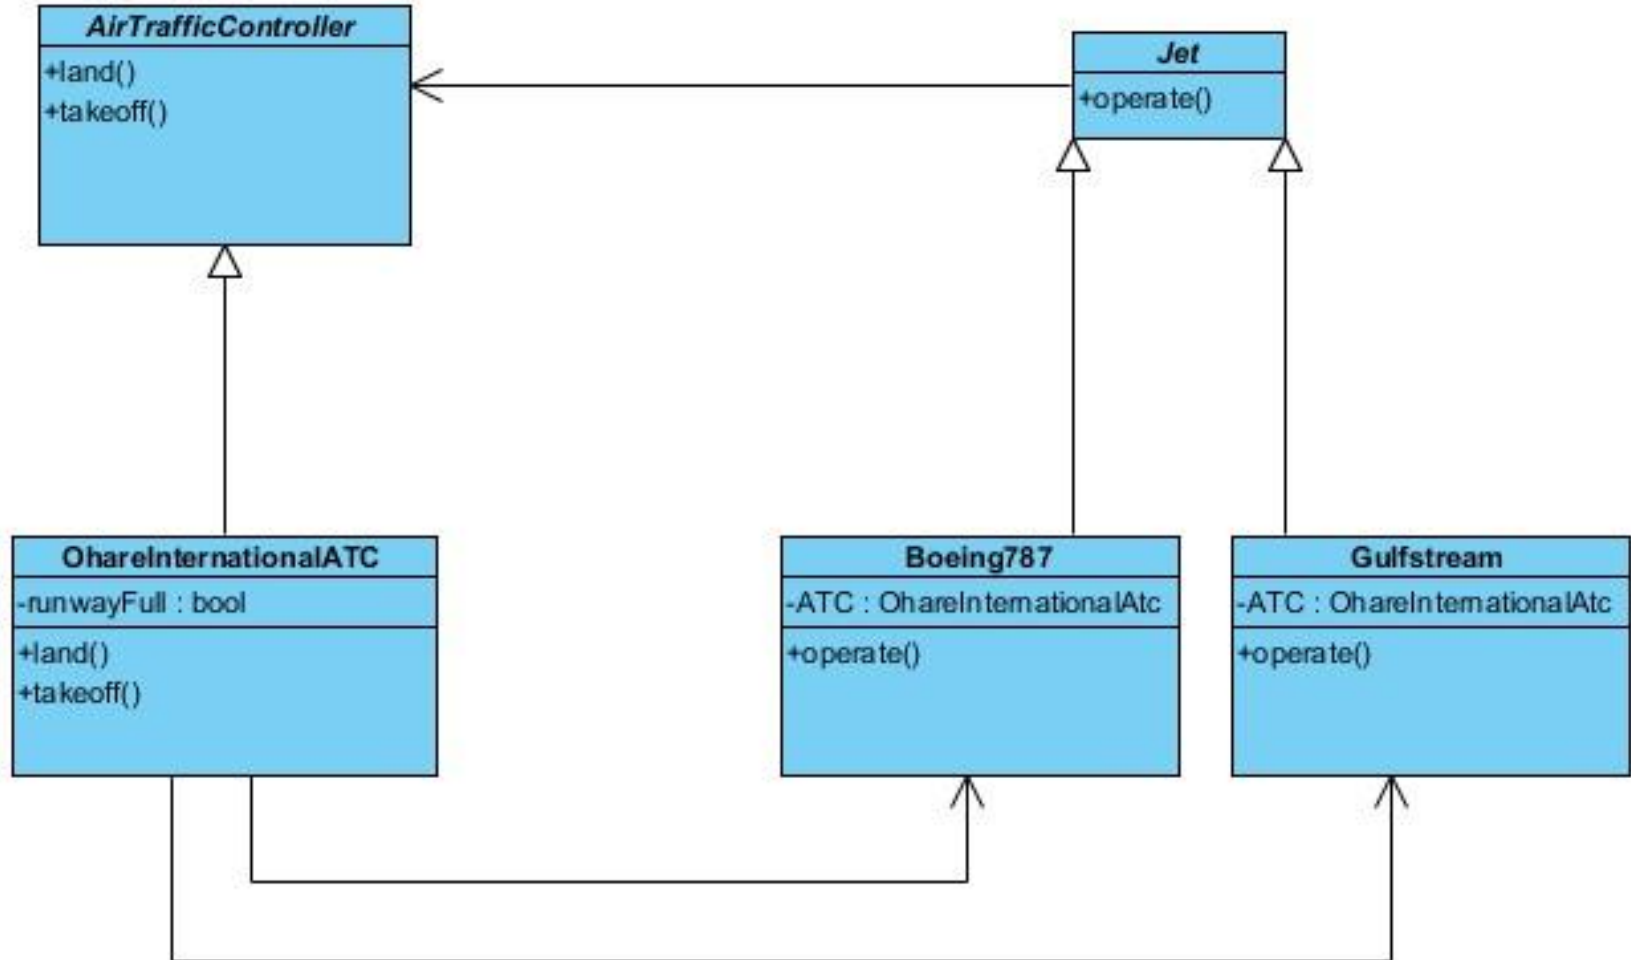 AirTrafficController
+land()
+takeoff()
Jet
+operate()
OhareInternationalATC
-runwayFull : bool
+land()
+takeoff()
Boeing787
-ATC : OhareInternationalAtc
+operate()
Gulfstream
-ATC : OhareInternationalAtc
+operate()